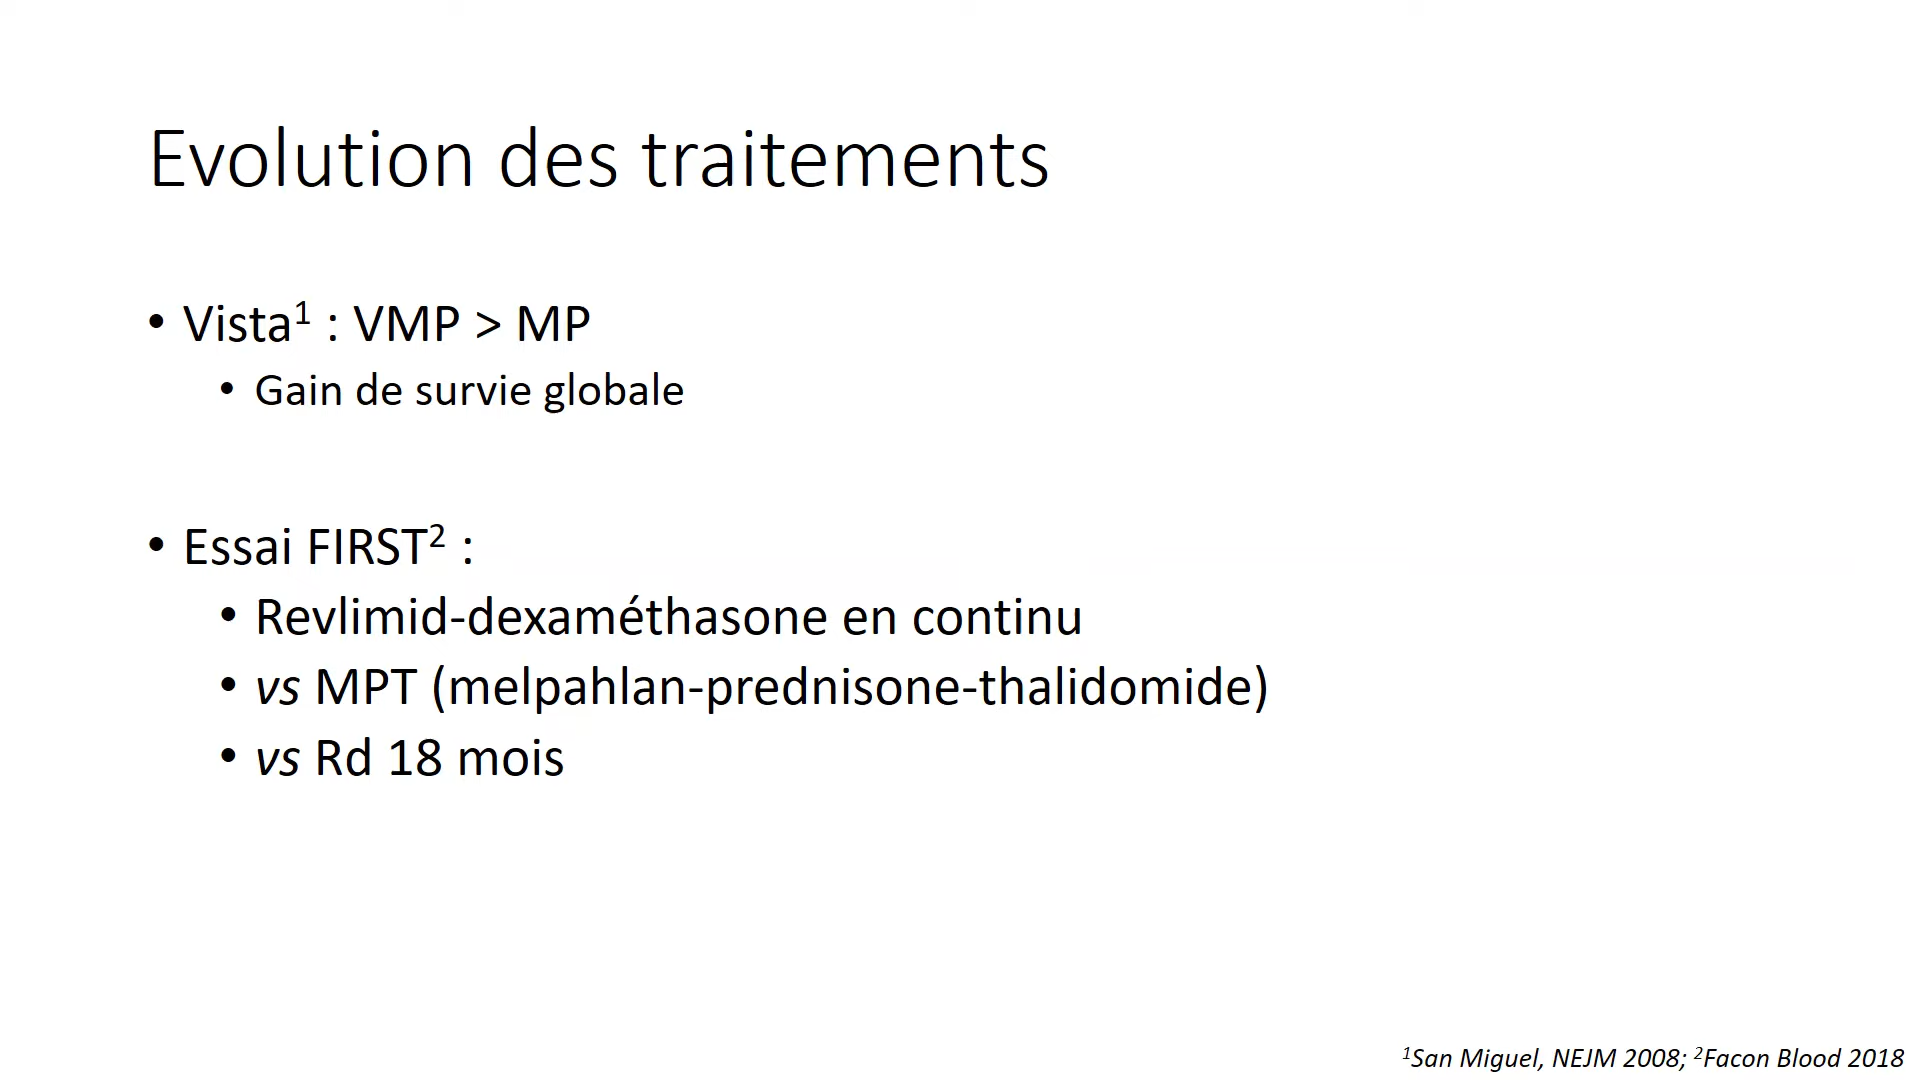 Evolution des traitements
• Vista¹ : VMP > MP
• Gain de survie globale
• Essai FIRST² :
• Revlimid-dexaméthasone en continu
• vs MPT (melpahlan-prednisone-thalidomide)
• vs Rd 18 mois
¹San Miguel, NEJM 2008; ²Facon Blood 2018